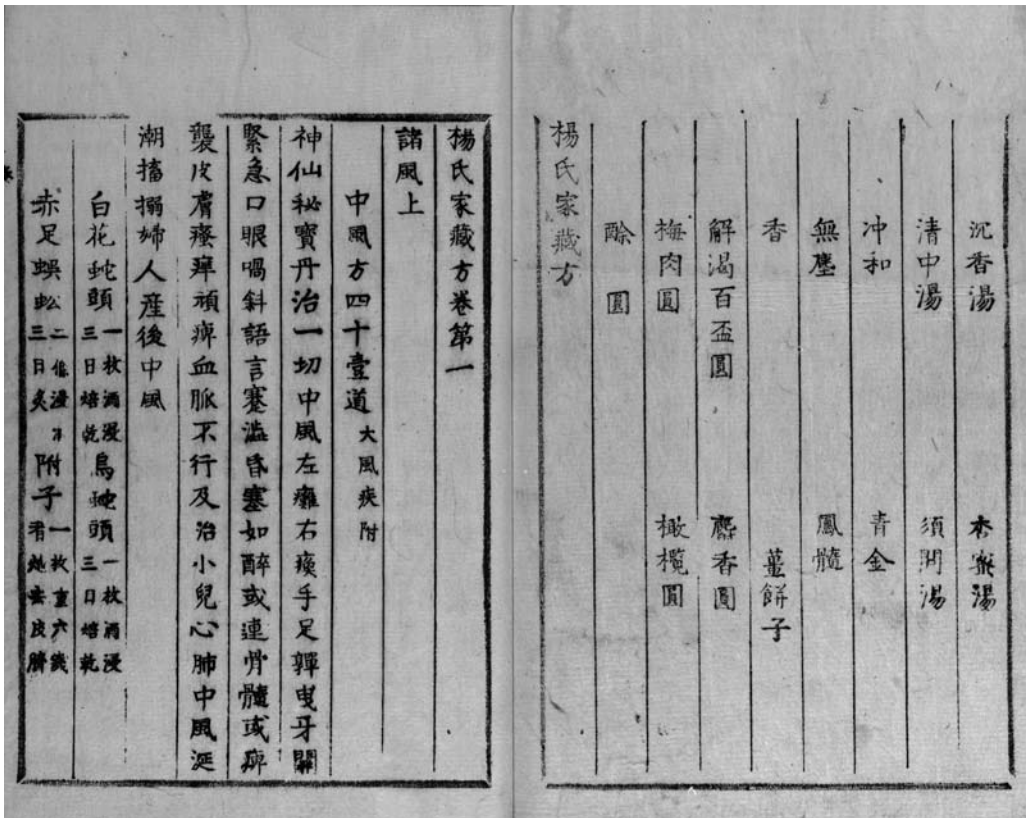 沉香湯 杏霜湯
清中湯 須問湯
冲和 青金
無塵 鳳髓
香 薑餅子
解渴百盃圓 麝香圓
梅肉圓 橄欖圓
酴 圓
楊氏家藏方
楊氏家藏方卷第一
諸風上
中風方四十壹道 大風疾附
神仙秘寶丹治一切中風左癱右瘓手足嚲曳牙關
緊急口眼喎斜語言蹇澁昏塞如醉或連骨髓或痹
襲皮膚瘙痒頑痹血脈不行及治小兒心肺中風涎
潮搐搦婦人産後中風
白花虵頭 一枚酒浸三日焙乾 烏虵頭 一枚酒浸三日焙乾
赤足蜈蚣 二條浸三日炙 附子 一枚重六錢者炮去皮臍